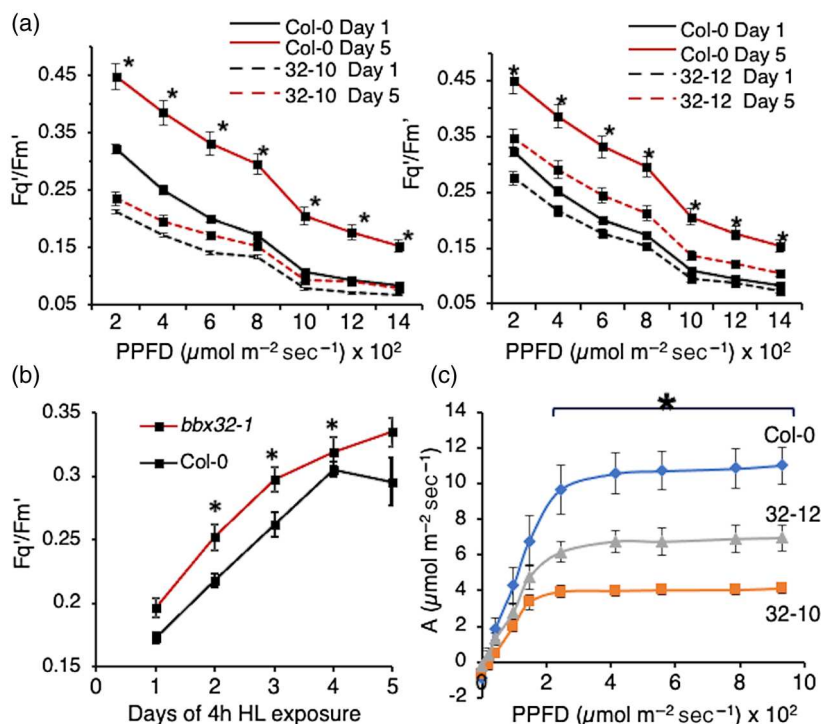 (a)
Col-0 Day 1
Col-0 Day 5
32-10 Day 1
32-10 Day 5
Fq'/Fm'
0.45
0.35
0.25
0.15
0.05
* * * * * * *
2 4 6 8 10 12 14
PPFD (µmol m⁻² sec⁻¹) x 10²
Col-0 Day 1
Col-0 Day 5
32-12 Day 1
32-12 Day 5
Fq'/Fm'
0.45
0.35
0.25
0.15
0.05
* * * * * * *
2 4 6 8 10 12 14
PPFD (µmol m⁻² sec⁻¹) x 10²
(b)
bbx32-1
Col-0
Fq'/Fm'
0.35
0.3
0.25
0.2
0.15
* * *
0 1 2 3 4 5
Days of 4h HL exposure
(c)
*
Col-0
32-12
32-10
A (µmol m⁻² sec⁻¹)
14
12
10
8
6
4
2
0
-2
0 2 4 6 8 10
PPFD (µmol m⁻² sec⁻¹) x 10²